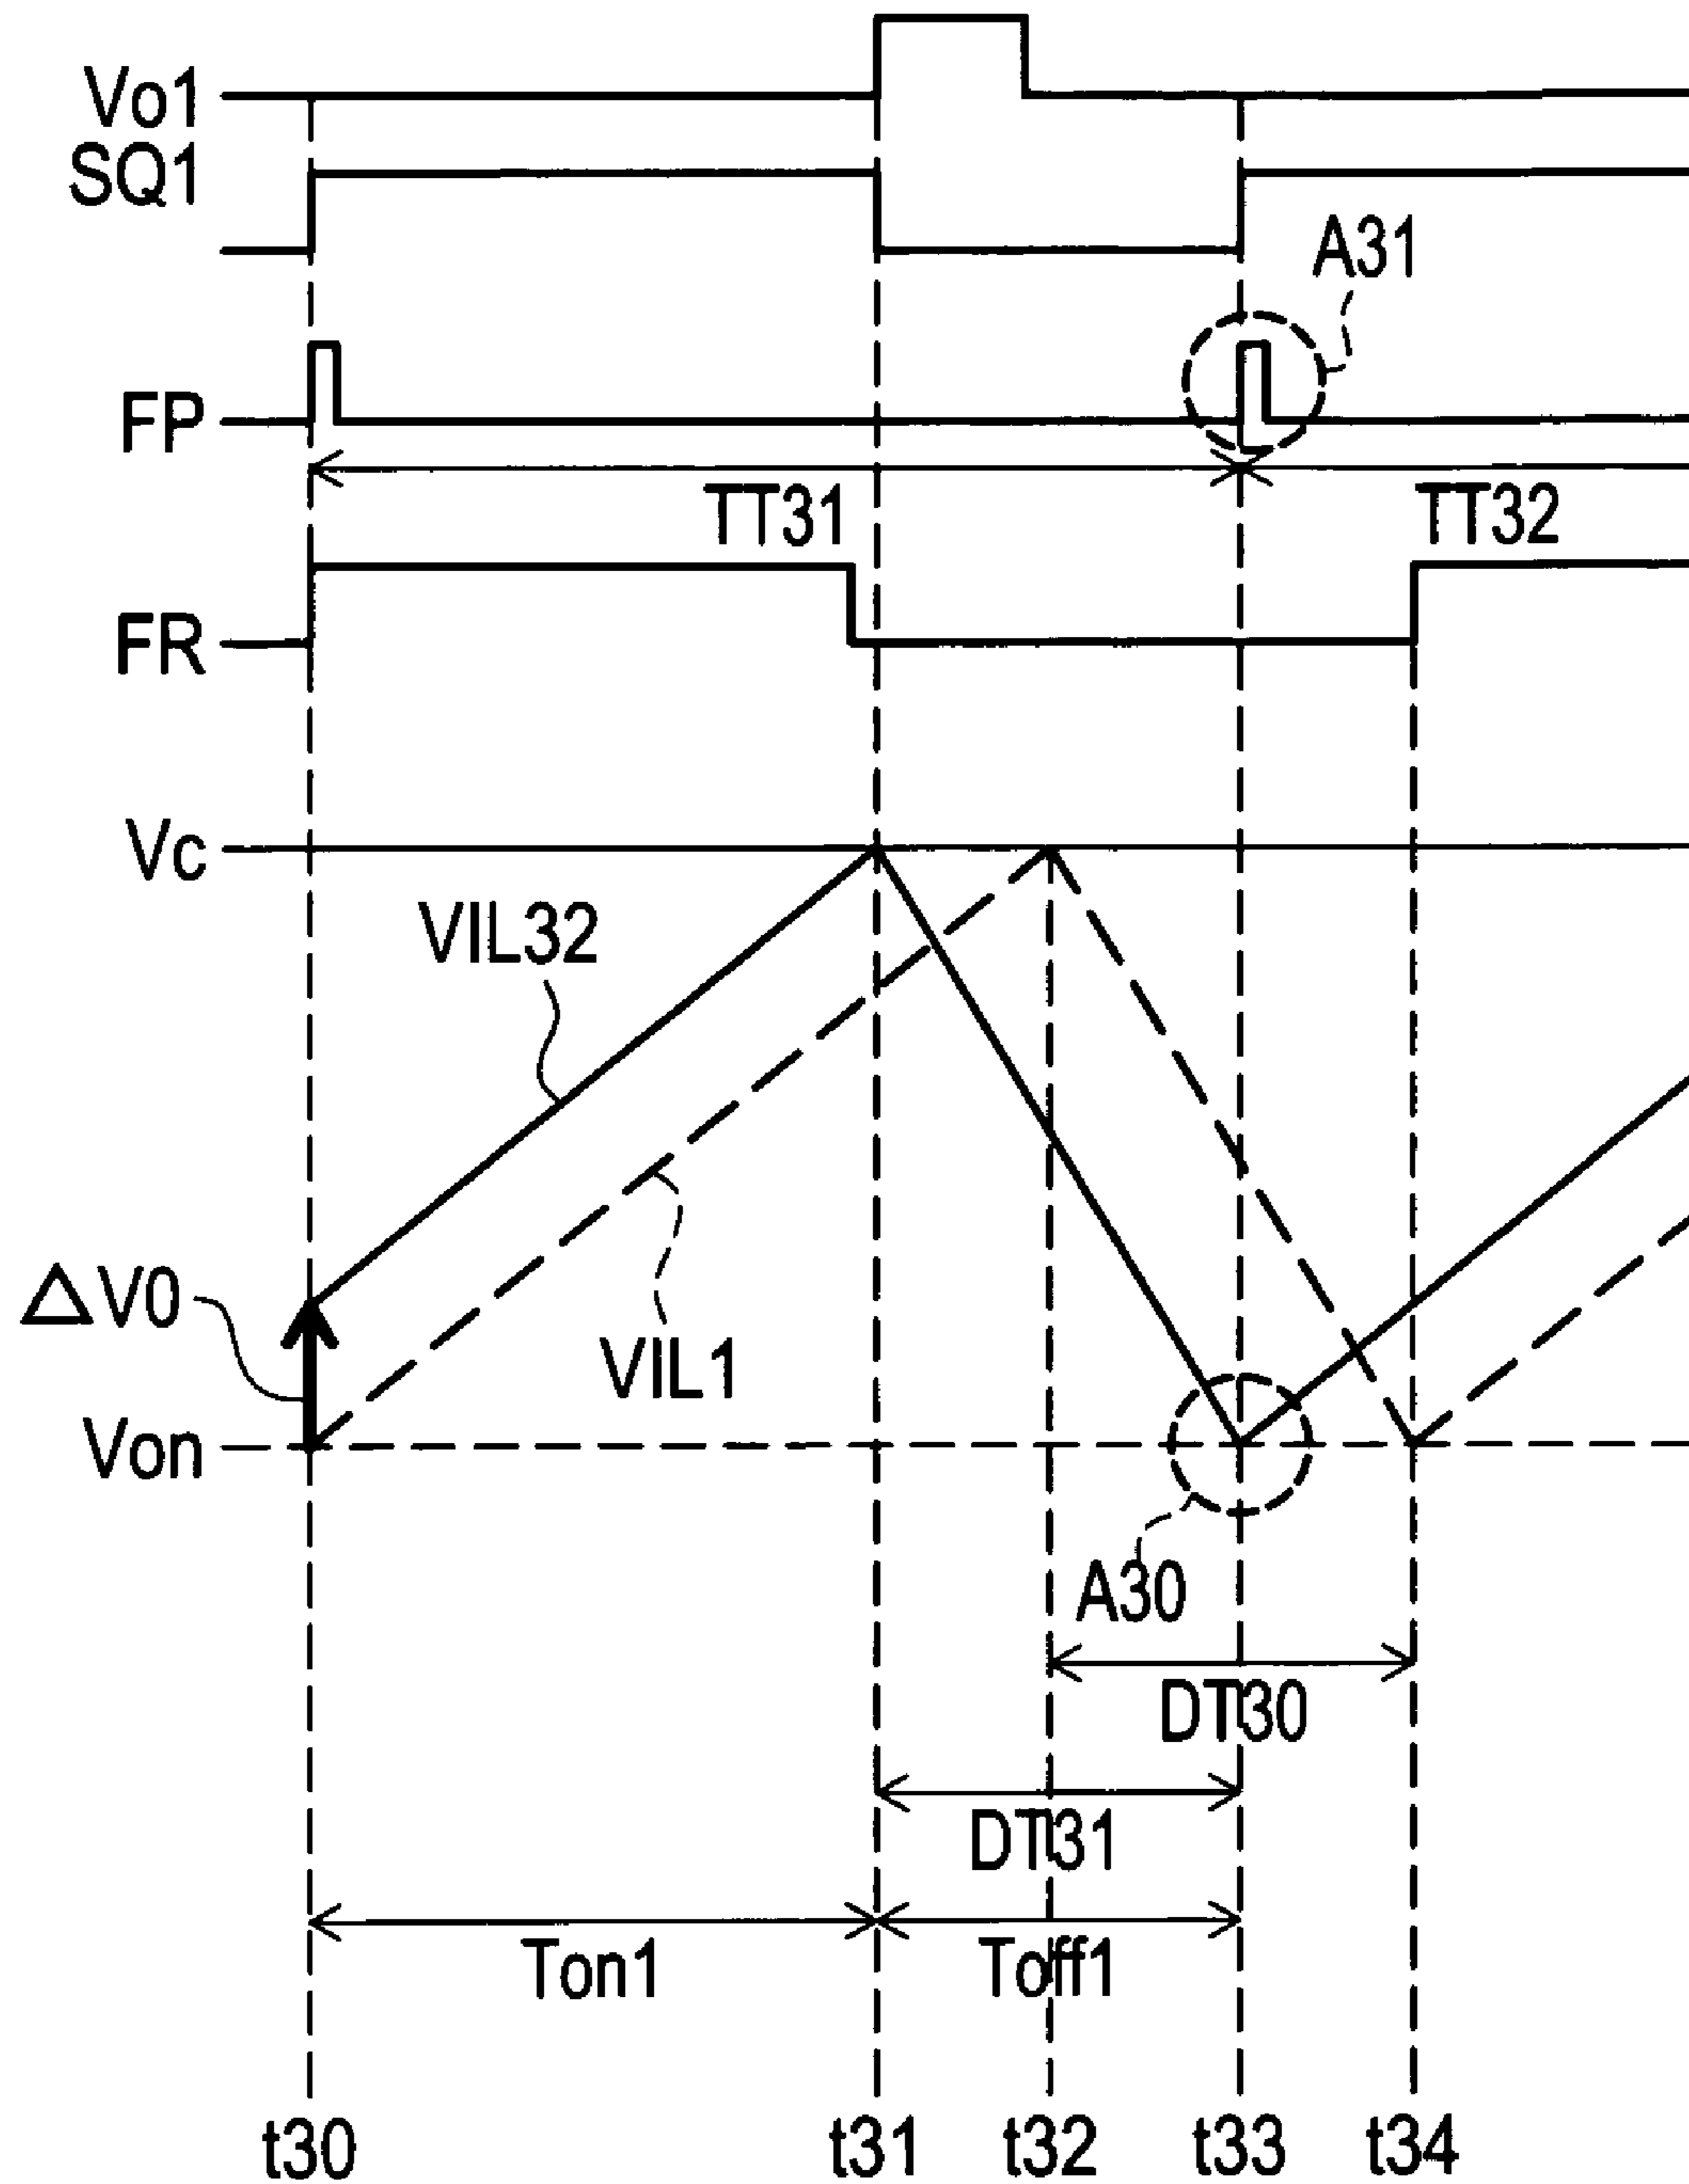 Vo1
SQ1
A31
FP
TT31
TT32
FR
Vc
VIL32
△V0
VIL1
Von
A30
DT30
DT31
Ton1
Toff1
t30
t31
t32
t33
t34